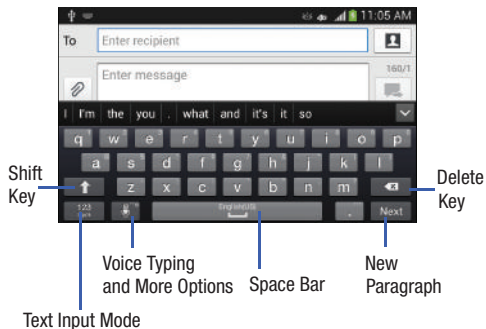 11:05 AM
To Enter recipient
Enter message 160/1
I I'm the you . what and it's it so
q w e r t y u i o p
a s d f g h j k l
z x c v b n m
123 English(US) . Next
Shift
Key
Delete
Key
Voice Typing
and More Options
Space Bar
New
Paragraph
Text Input Mode